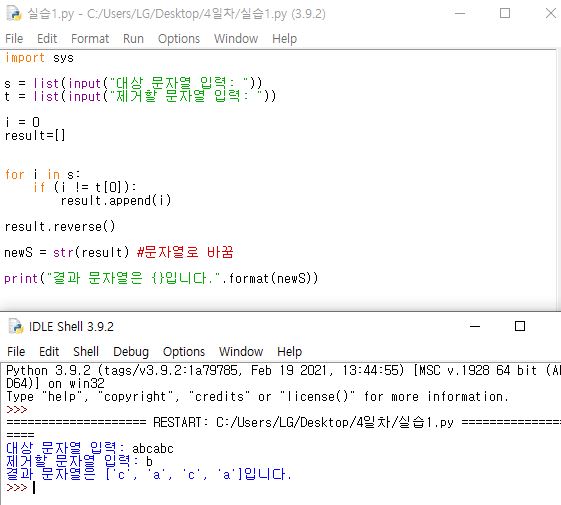 실습1.py - C:/Users/LG/Desktop/4일차/실습1.py (3.9.2)
File Edit Format Run Options Window Help
import sys
s = list(input("대상 문자열 입력: "))
t = list(input("제거할 문자열 입력: "))
i = 0
result=[]
for i in s:
    if (i != t[0]):
        result.append(i)
result.reverse()
newS = str(result) #문자열로 바꿈
print("결과 문자열은 {}입니다.".format(newS))
IDLE Shell 3.9.2
File Edit Shell Debug Options Window Help
Python 3.9.2 (tags/v3.9.2:1a79785, Feb 19 2021, 13:44:55) [MSC v.1928 64 bit (AM
D64)] on win32
Type "help", "copyright", "credits" or "license()" for more information.
>>>
==================== RESTART: C:/Users/LG/Desktop/4일차/실습1.py ===============
====
대상 문자열 입력: abcabc
제거할 문자열 입력: b
결과 문자열은 ['c', 'a', 'c', 'a']입니다.
>>>